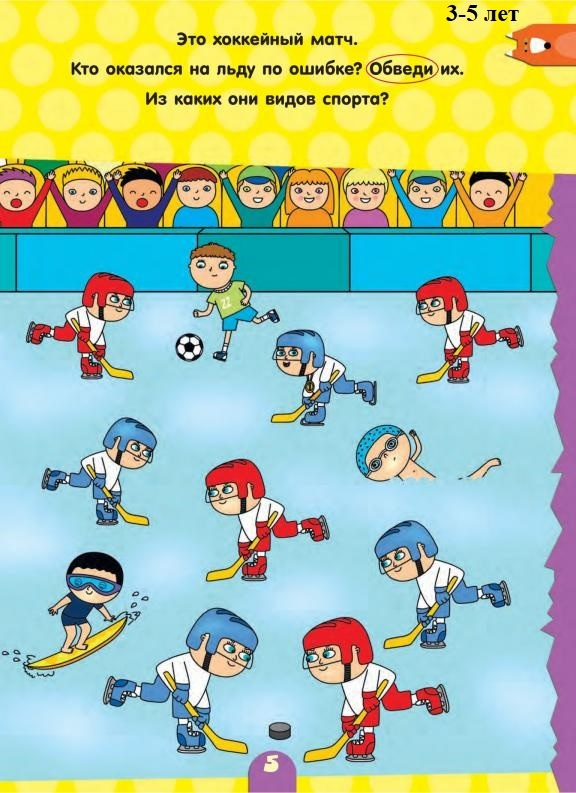 3-5 лет
Это хоккейный матч.
Кто оказался на льду по ошибке? Обведи их.
Из каких они видов спорта?
22
5